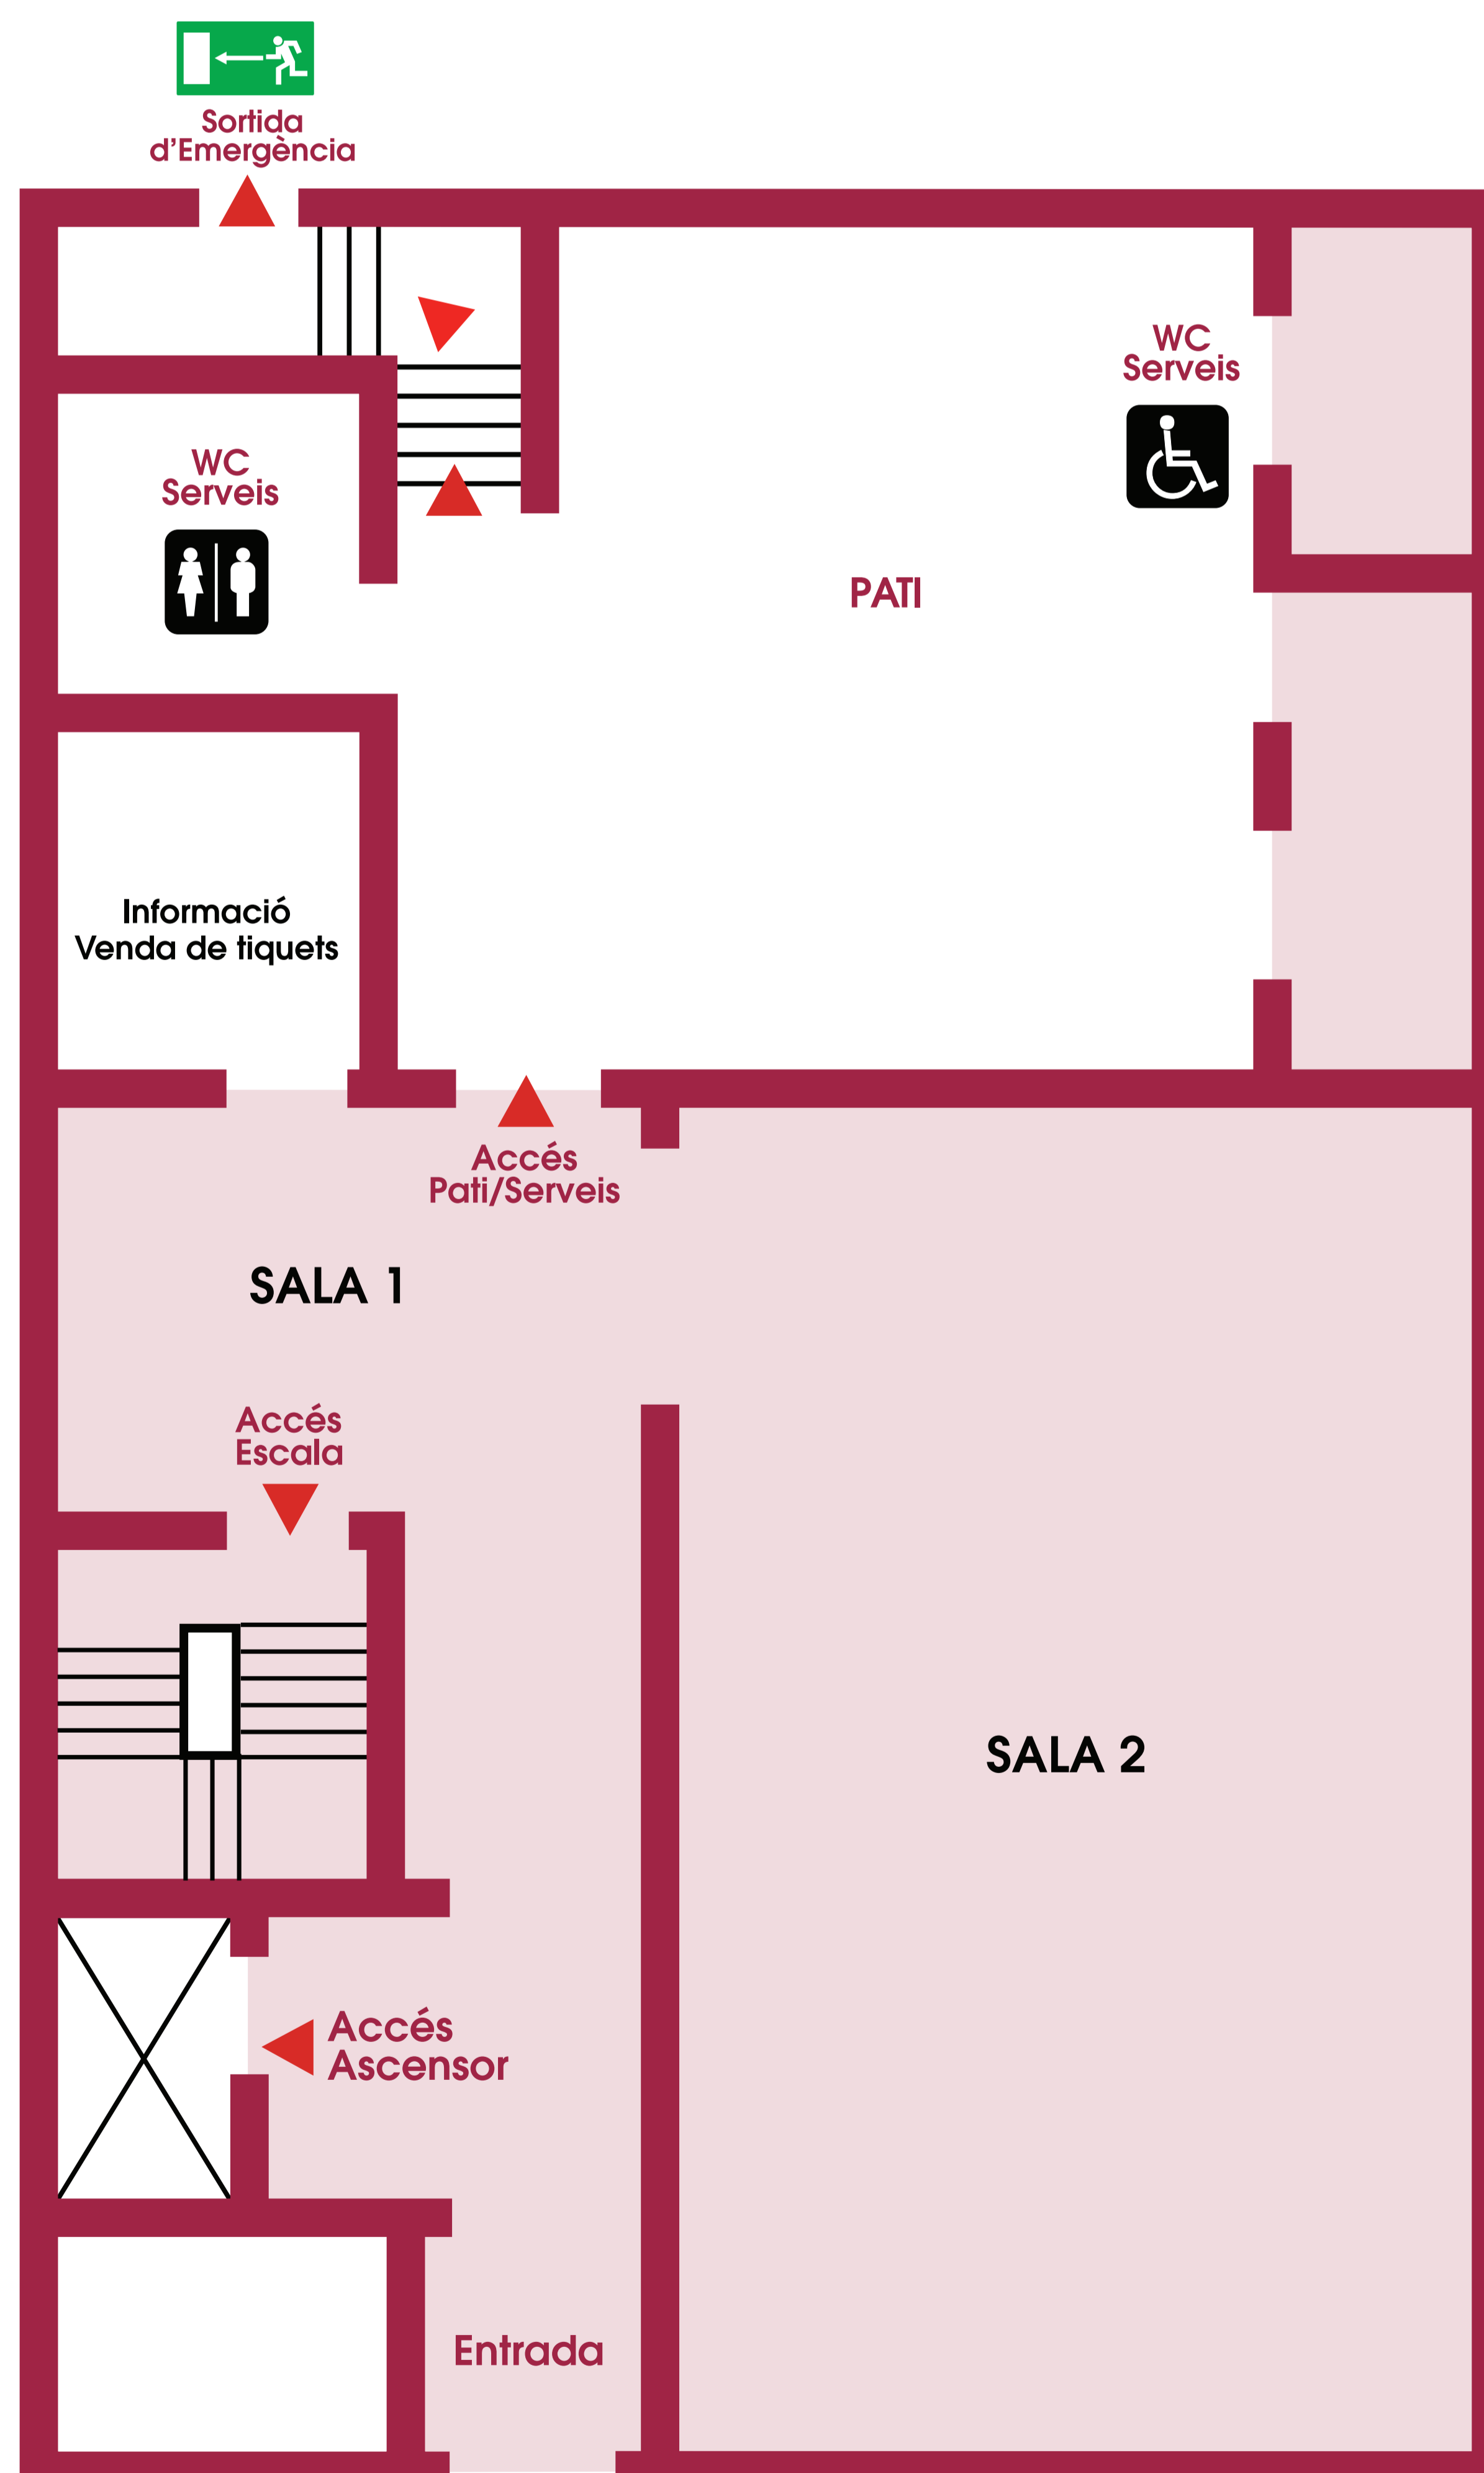 Sortida
d'Emergència
WC
Serveis
WC
Serveis
PATI
Informació
Venda de tiquets
Accés
Pati/Serveis
SALA 1
Accés
Escala
SALA 2
Accés
Ascensor
Entrada